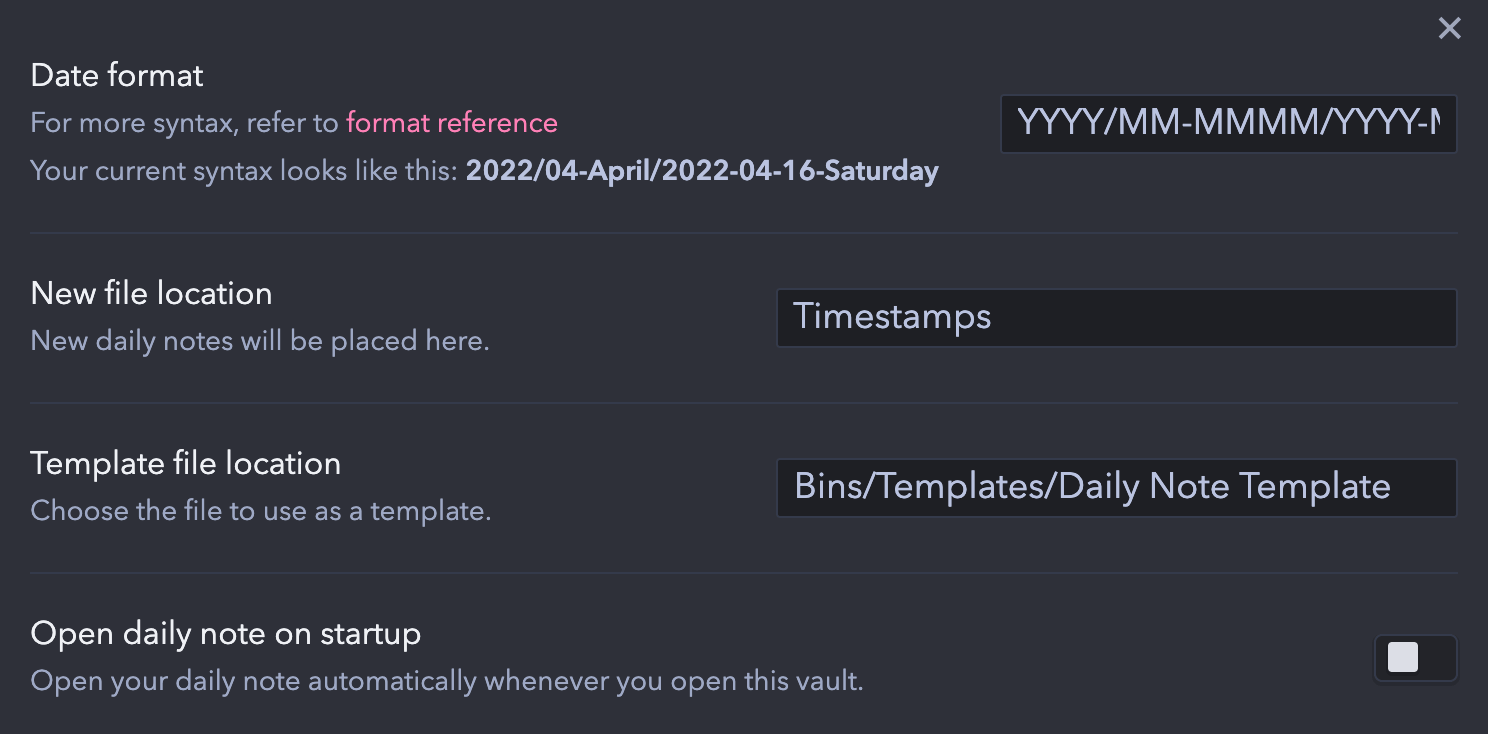 Date format
For more syntax, refer to format reference
YYYY/MM-MMMM/YYYY-M
Your current syntax looks like this: 2022/04-April/2022-04-16-Saturday
New file location
Timestamps
New daily notes will be placed here.
Template file location
Bins/Templates/Daily Note Template
Choose the file to use as a template.
Open daily note on startup
Open your daily note automatically whenever you open this vault.